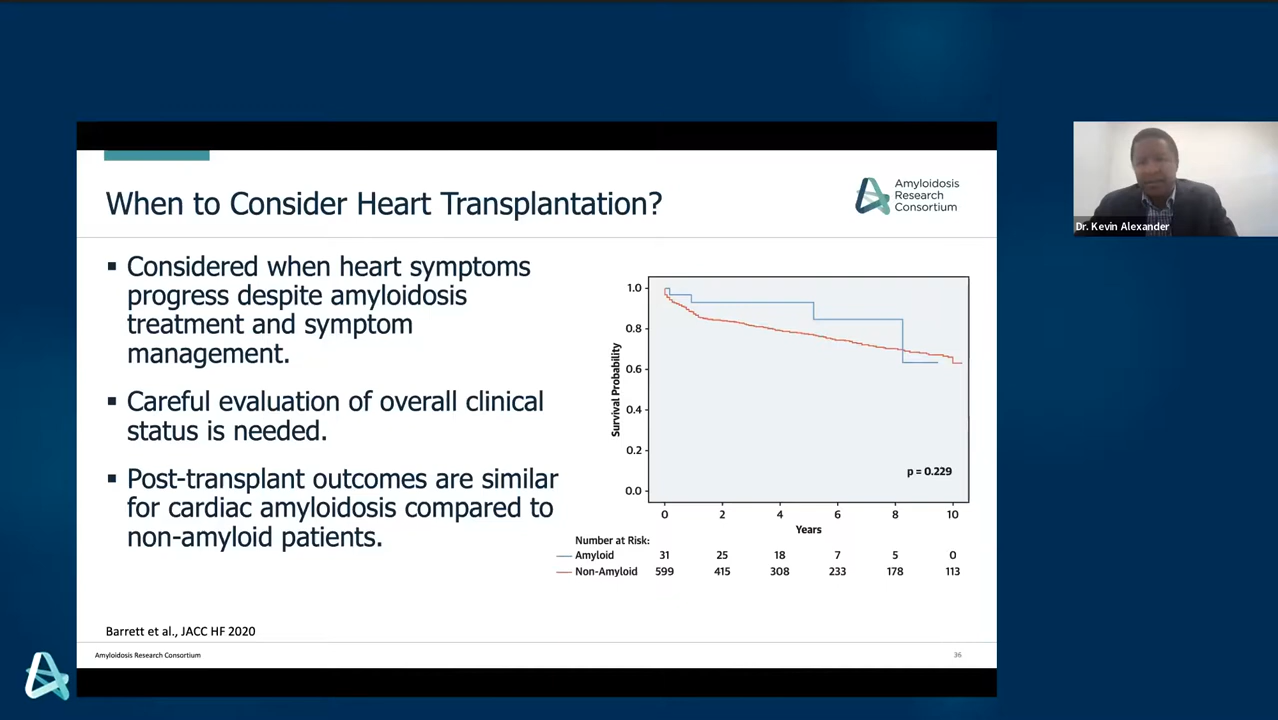 When to Consider Heart Transplantation?
Amyloidosis
Research
Consortium
▪ Considered when heart symptoms
progress despite amyloidosis
treatment and symptom
management.
▪ Careful evaluation of overall clinical
status is needed.
▪ Post-transplant outcomes are similar
for cardiac amyloidosis compared to
non-amyloid patients.
Survival Probability
1.0
0.8
0.6
0.4
0.2
0.0
p = 0.229
0 2 4 6 8 10
Years
Number at Risk:
Amyloid 31 25 18 7 5 0
Non-Amyloid 599 415 308 233 178 113
Barrett et al., JACC HF 2020
Amyloidosis Research Consortium
36
Dr. Kevin Alexander